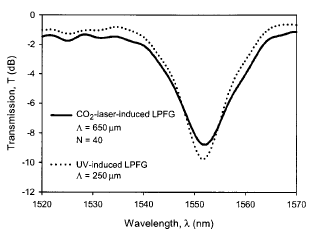 0
-2
-4
-6
-8
-10
-12
Transmission, T (dB)
CO2-laser-induced LPFG
Λ = 650 μm
N = 40
UV-induced LPFG
Λ = 250 μm
1520 1530 1540 1550 1560 1570
Wavelength, λ (nm)